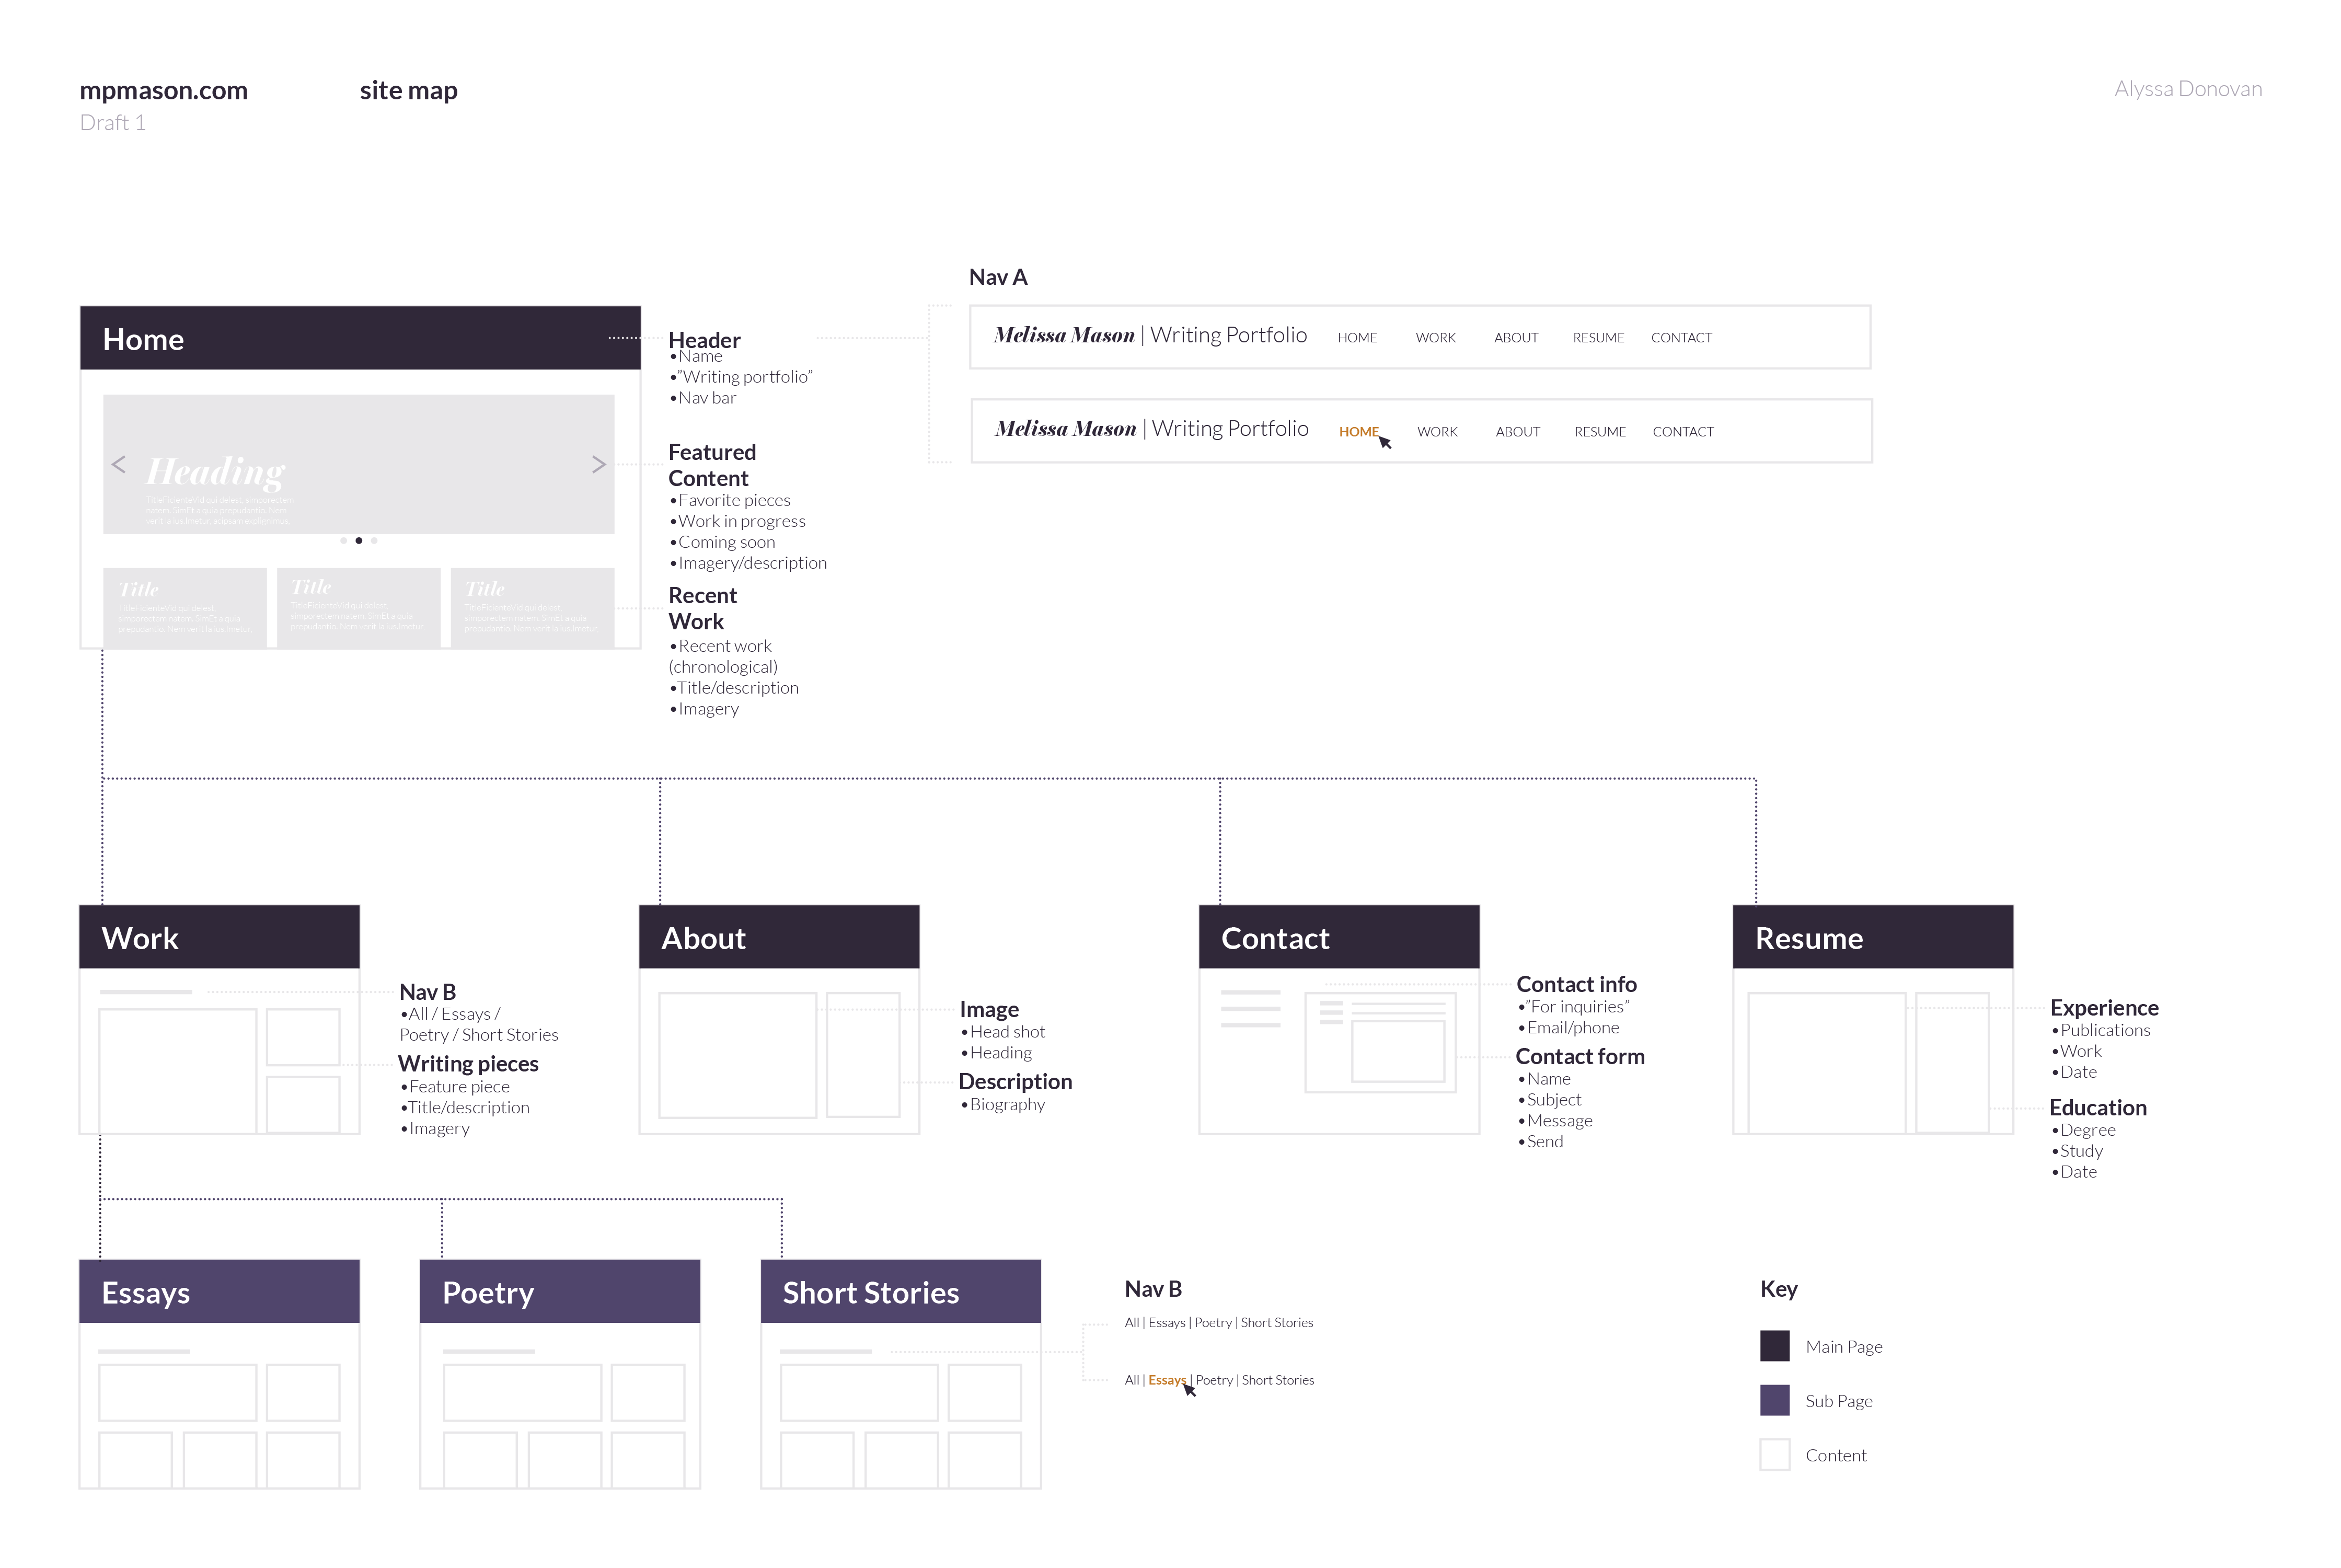 mpmason.com
site map
Alyssa Donovan
Draft 1
Nav A
Home
Header
•Name
•”Writing portfolio”
•Nav bar
Melissa Mason | Writing Portfolio HOME WORK ABOUT RESUME CONTACT
Melissa Mason | Writing Portfolio HOME WORK ABOUT RESUME CONTACT
Heading
Featured
Content
•Favorite pieces
•Work in progress
•Coming soon
•Imagery/description
Title
Title
Title
Recent
Work
•Recent work
(chronological)
•Title/description
•Imagery
Work
Nav B
•All / Essays /
Poetry / Short Stories
Writing pieces
•Feature piece
•Title/description
•Imagery
About
Image
•Head shot
•Heading
Description
•Biography
Contact
Contact info
•”For inquiries”
•Email/phone
Contact form
•Name
•Subject
•Message
•Send
Resume
Experience
•Publications
•Work
•Date
Education
•Degree
•Study
•Date
Essays
Poetry
Short Stories
Nav B
All | Essays | Poetry | Short Stories
All | Essays | Poetry | Short Stories
Key
Main Page
Sub Page
Content